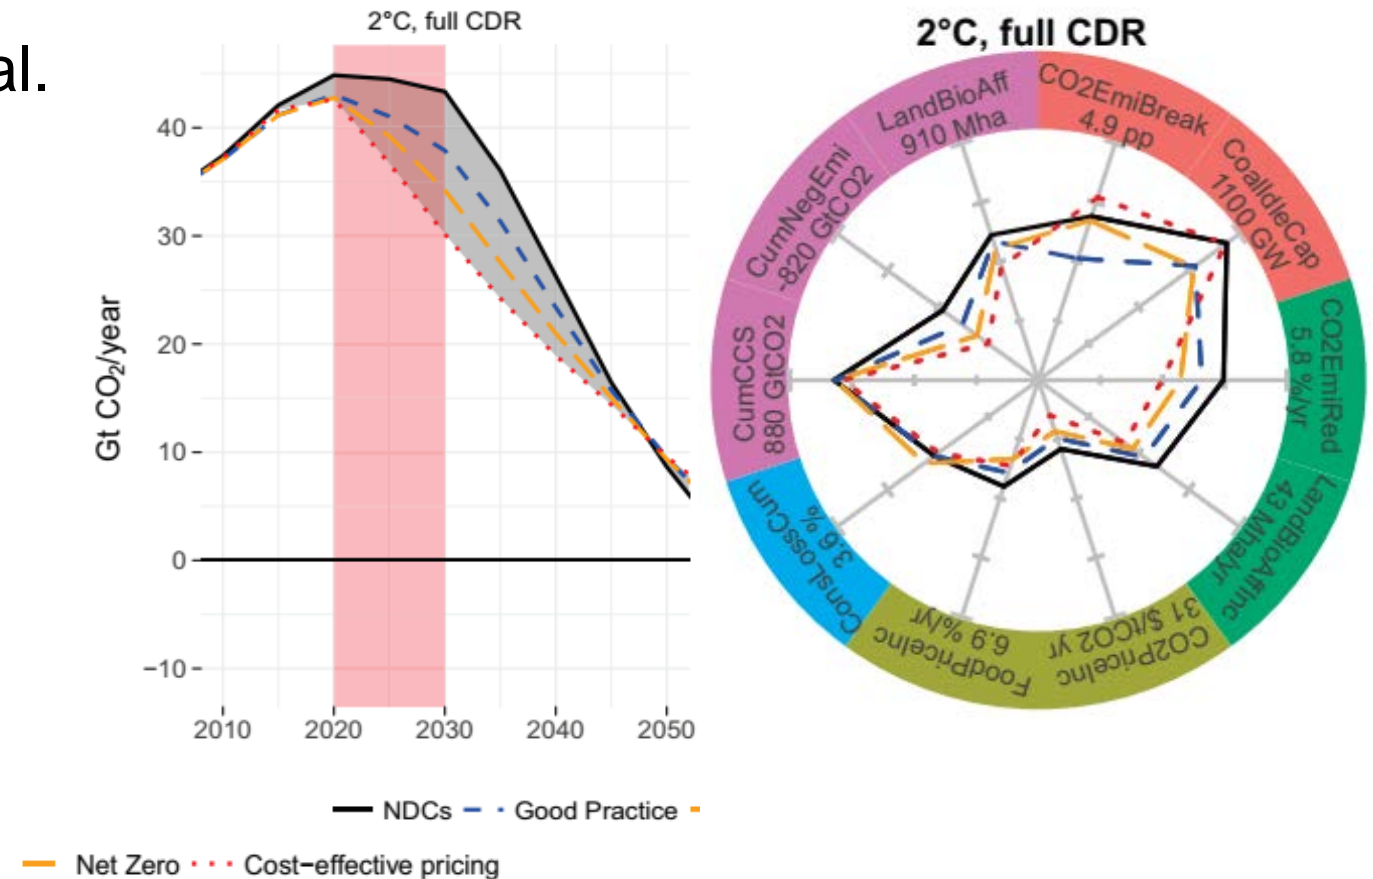 al.
2°C, full CDR
Gt CO₂/year
40
30
20
10
0
−10
2010 2020 2030 2040 2050
NDCs Good Practice
Net Zero Cost−effective pricing
2°C, full CDR
CO2EmiBreak
4.9 pp
CoalIdleCap
1100 GW
CO2EmiRed
5.8 %/yr
LandBioAffInc
43 Mha/yr
CO2PriceInc
31 $/tCO2 yr
FoodPriceInc
6.9 %/yr
ConsLossCum
3.6 %
CumCCS
880 GtCO2
CumNegEmi
-820 GtCO2
LandBioAff
910 Mha